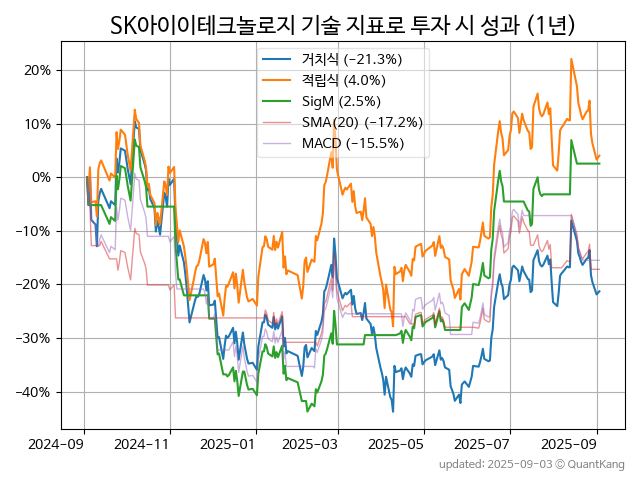 SK아이이테크놀로지 기술 지표로 투자 시 성과 (1년)
거치식 (−21.3%)
적립식 (4.0%)
SigM (2.5%)
SMA(20) (−17.2%)
MACD (−15.5%)
20%
10%
0%
−10%
−20%
−30%
−40%
2024-09
2024-11
2025-01
2025-03
2025-05
2025-07
2025-09
updated: 2025-09-03 © QuantKang